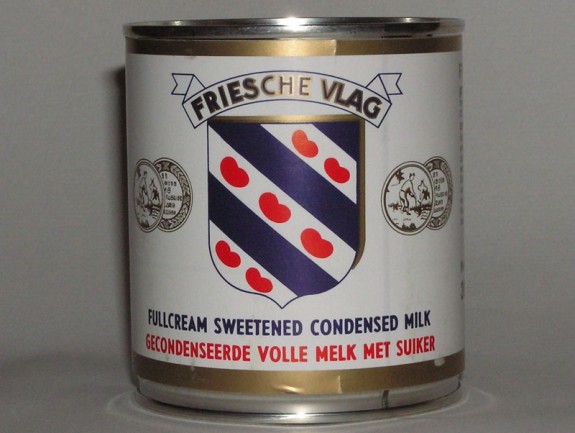 FRIESCHE VLAG
FULLCREAM SWEETENED CONDENSED MILK
GECONDENSEERDE VOLLE MELK MET SUIKER